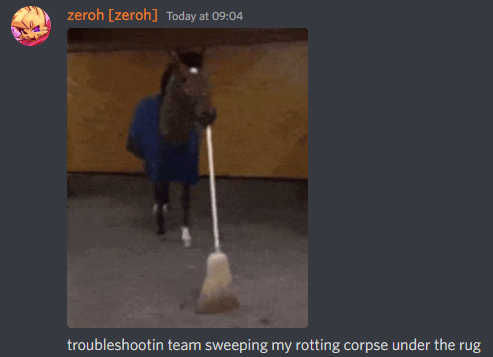 zeroh [zeroh] Today at 09:04
troubleshootin team sweeping my rotting corpse under the rug